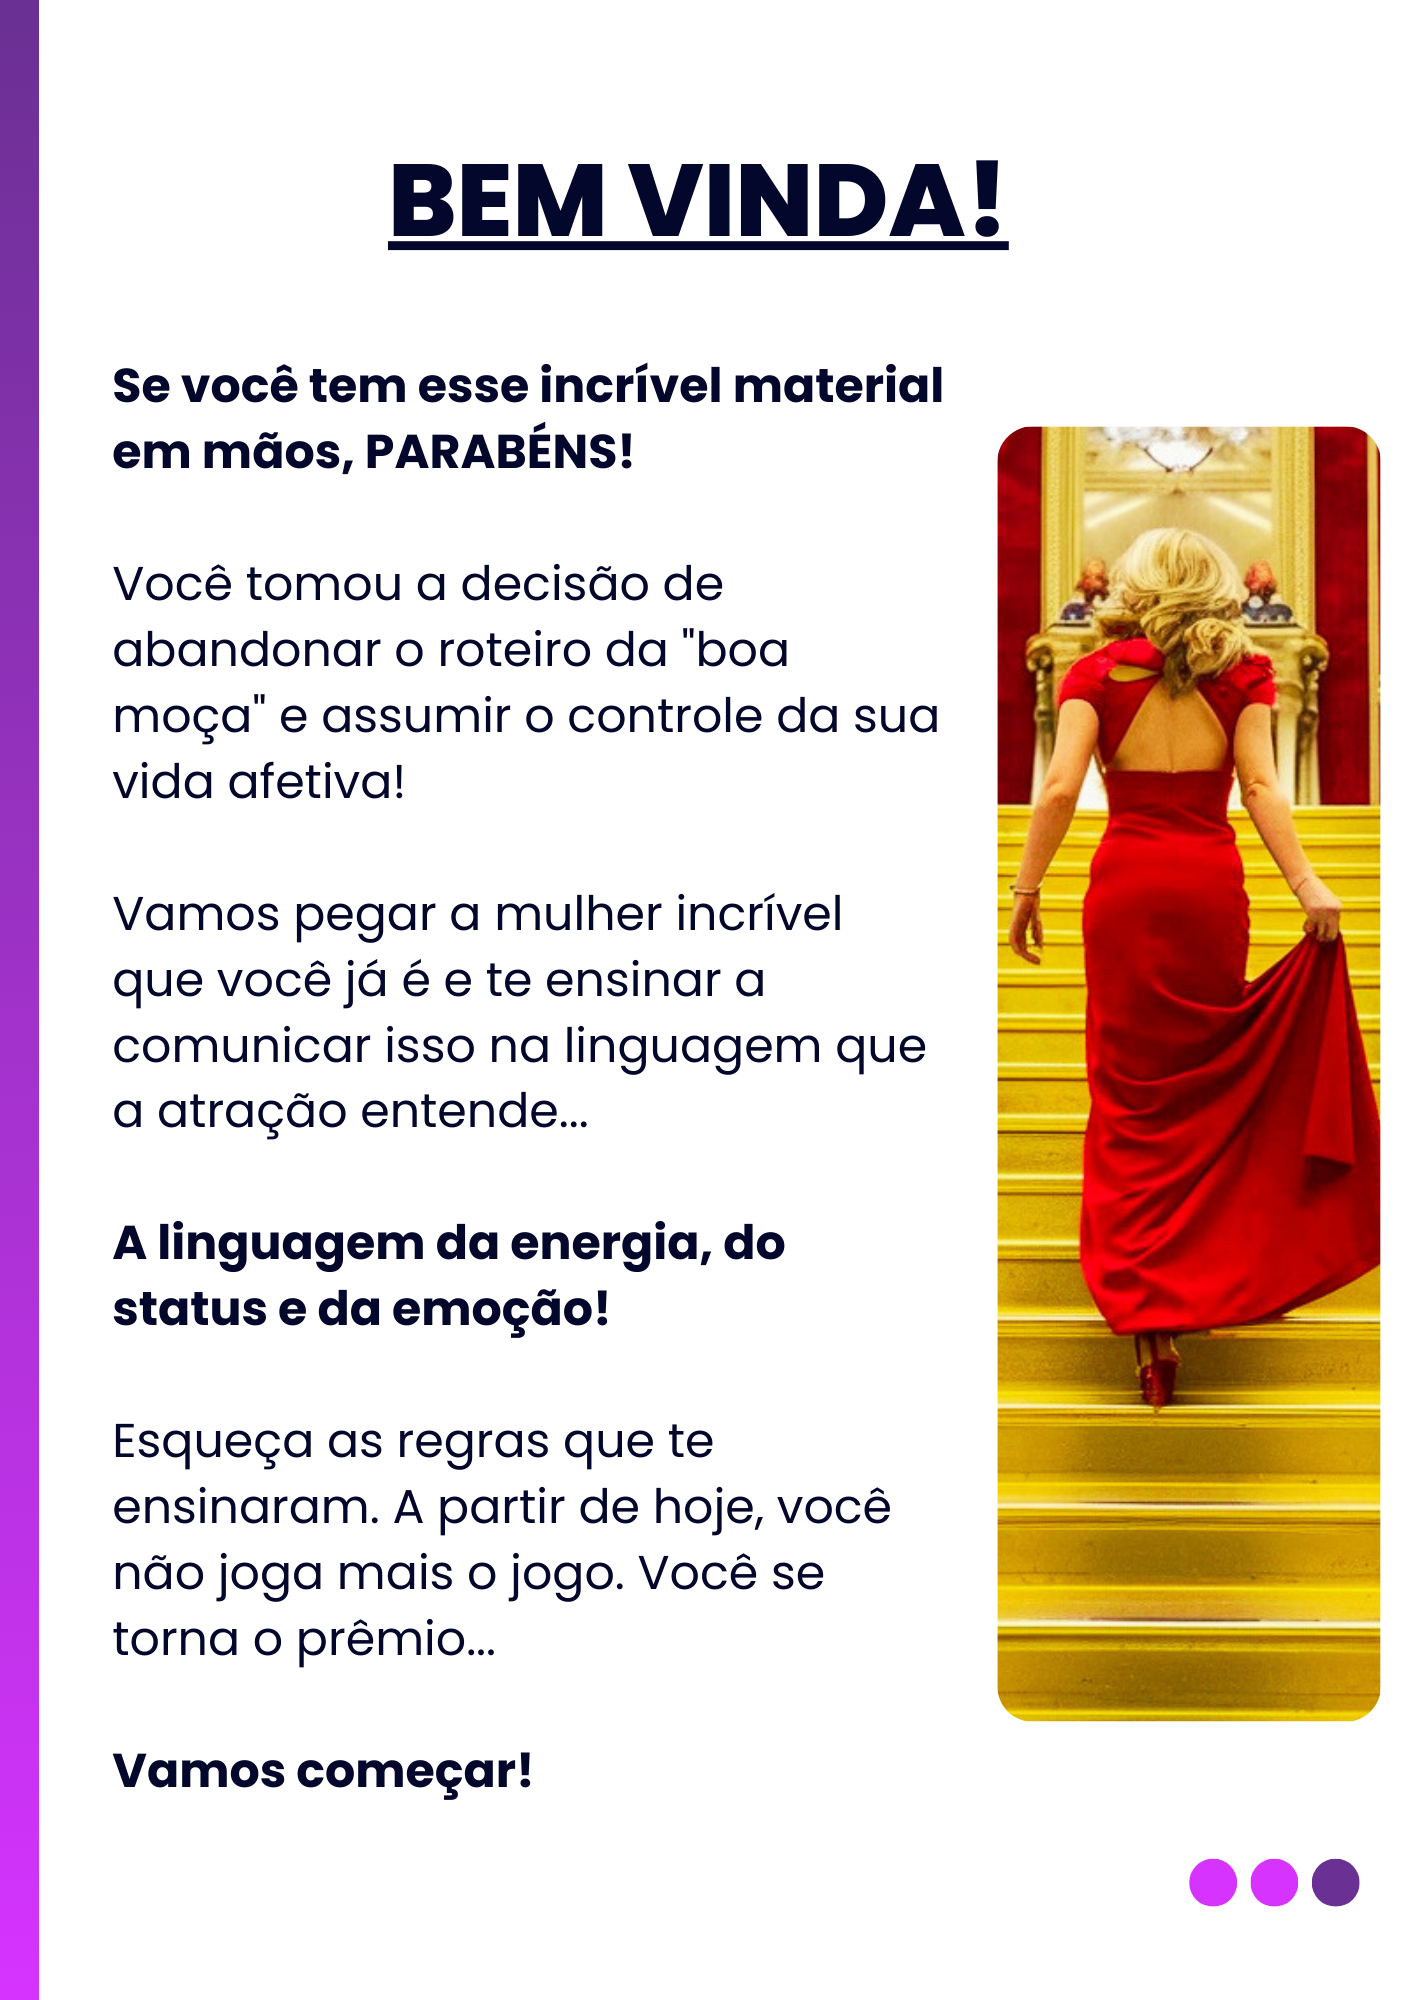 BEM VINDA!
Se você tem esse incrível material
em mãos, PARABÉNS!
Você tomou a decisão de
abandonar o roteiro da "boa
moça" e assumir o controle da sua
vida afetiva!
Vamos pegar a mulher incrível
que você já é e te ensinar a
comunicar isso na linguagem que
a atração entende...
A linguagem da energia, do
status e da emoção!
Esqueça as regras que te
ensinaram. A partir de hoje, você
não joga mais o jogo. Você se
torna o prêmio...
Vamos começar!